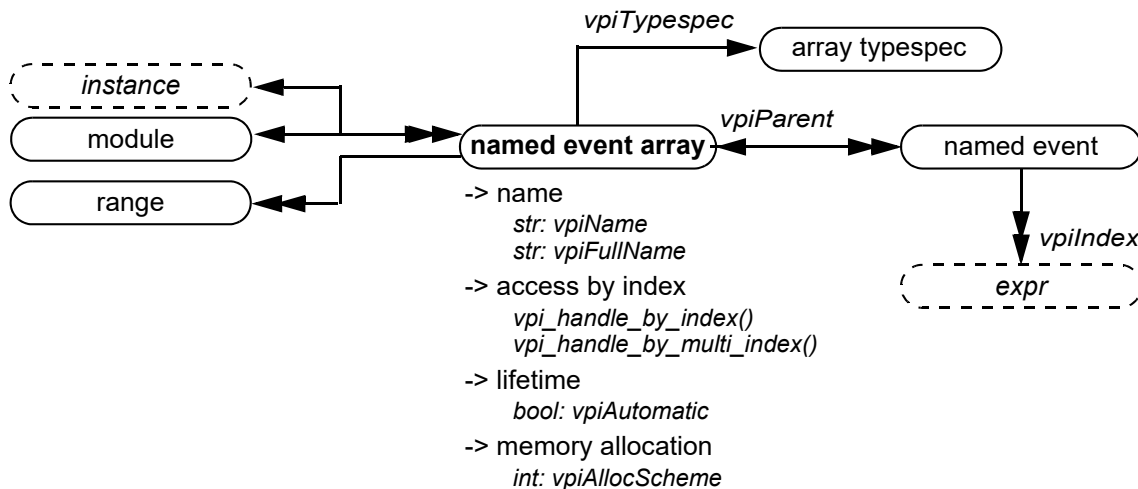 vpiTypespec
array typespec
instance
module
range
named event array
vpiParent
named event
vpiIndex
expr
-> name
str: vpiName
str: vpiFullName
-> access by index
vpi_handle_by_index()
vpi_handle_by_multi_index()
-> lifetime
bool: vpiAutomatic
-> memory allocation
int: vpiAllocScheme